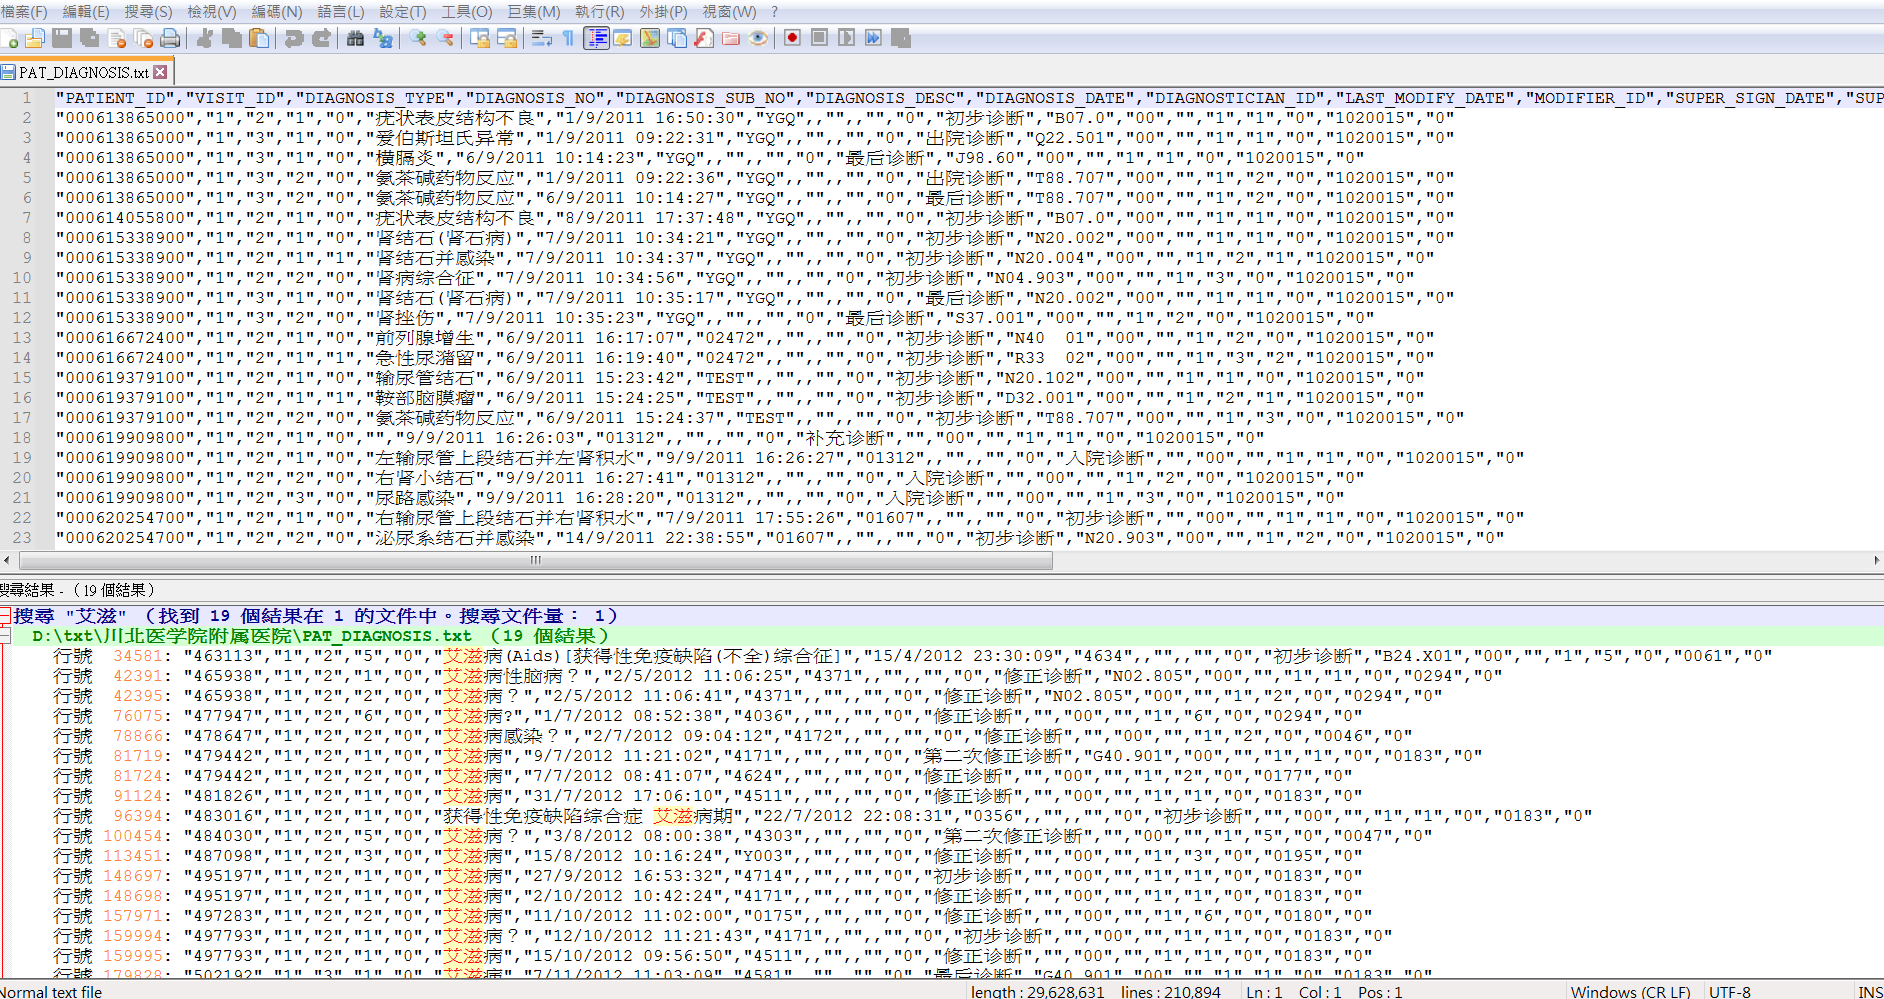 檔案(F) 編輯(E) 搜尋(S) 檢視(V) 編碼(N) 語言(L) 設定(T) 工具(O) 巨集(M) 執行(R) 外掛(P) 視窗(W) ?
PAT_DIAGNOSIS.txt
1 "PATIENT_ID","VISIT_ID","DIAGNOSIS_TYPE","DIAGNOSIS_NO","DIAGNOSIS_SUB_NO","DIAGNOSIS_DESC","DIAGNOSIS_DATE","DIAGNOSTICIAN_ID","LAST_MODIFY_DATE","MODIFIER_ID","SUPER_SIGN_DATE","SUP
2 "000613865000","1","2","1","0","疣状表皮结构不良","1/9/2011 16:50:30","YGQ",,"",,"","0","初步诊断","B07.0","00","","1","1","0","1020015","0"
3 "000613865000","1","3","1","0","爱伯斯坦氏异常","1/9/2011 09:22:31","YGQ",,"",,"","0","出院诊断","Q22.501","00","","1","1","0","1020015","0"
4 "000613865000","1","3","1","0","横膈炎","6/9/2011 10:14:23","YGQ",,"",,"","0","最后诊断","J98.60","00","","1","1","0","1020015","0"
5 "000613865000","1","3","2","0","氨茶碱药物反应","1/9/2011 09:22:36","YGQ",,"",,"","0","出院诊断","T88.707","00","","1","2","0","1020015","0"
6 "000613865000","1","3","2","0","氨茶碱药物反应","6/9/2011 10:14:27","YGQ",,"",,"","0","最后诊断","T88.707","00","","1","2","0","1020015","0"
7 "000614055800","1","2","1","0","疣状表皮结构不良","8/9/2011 17:37:48","YGQ",,"",,"","0","初步诊断","B07.0","00","","1","1","0","1020015","0"
8 "000615338900","1","2","1","0","肾结石(肾石病)","7/9/2011 10:34:21","YGQ",,"",,"","0","初步诊断","N20.002","00","","1","1","0","1020015","0"
9 "000615338900","1","2","1","1","肾结石并感染","7/9/2011 10:34:37","YGQ",,"",,"","0","初步诊断","N20.004","00","","1","2","1","1020015","0"
10 "000615338900","1","2","2","0","肾病综合征","7/9/2011 10:34:56","YGQ",,"",,"","0","初步诊断","N04.903","00","","1","3","0","1020015","0"
11 "000615338900","1","3","1","0","肾结石(肾石病)","7/9/2011 10:35:17","YGQ",,"",,"","0","最后诊断","N20.002","00","","1","1","0","1020015","0"
12 "000615338900","1","3","2","0","肾挫伤","7/9/2011 10:35:23","YGQ",,"",,"","0","最后诊断","S37.001","00","","1","2","0","1020015","0"
13 "000616672400","1","2","1","0","前列腺增生","6/9/2011 16:17:07","02472",,"",,"","0","初步诊断","N40  01","00","","1","2","0","1020015","0"
14 "000616672400","1","2","1","1","急性尿潴留","6/9/2011 16:19:40","02472",,"",,"","0","初步诊断","R33  02","00","","1","3","2","1020015","0"
15 "000619379100","1","2","1","0","输尿管结石","6/9/2011 15:23:42","TEST",,"",,"","0","初步诊断","N20.102","00","","1","1","0","1020015","0"
16 "000619379100","1","2","1","1","鞍部脑膜瘤","6/9/2011 15:24:25","TEST",,"",,"","0","初步诊断","D32.001","00","","1","2","1","1020015","0"
17 "000619379100","1","2","2","0","氨茶碱药物反应","6/9/2011 15:24:37","TEST",,"",,"","0","初步诊断","T88.707","00","","1","3","0","1020015","0"
18 "000619909800","1","2","1","0","","9/9/2011 16:26:03","01312",,"",,"","0","补充诊断","","00","","1","1","0","1020015","0"
19 "000619909800","1","2","1","0","左输尿管上段结石并左肾积水","9/9/2011 16:26:27","01312",,"",,"","0","入院诊断","","00","","1","1","0","1020015","0"
20 "000619909800","1","2","2","0","右肾小结石","9/9/2011 16:27:41","01312",,"",,"","0","入院诊断","","00","","1","2","0","1020015","0"
21 "000619909800","1","2","3","0","尿路感染","9/9/2011 16:28:20","01312",,"",,"","0","入院诊断","","00","","1","3","0","1020015","0"
22 "000620254700","1","2","1","0","右输尿管上段结石并右肾积水","7/9/2011 17:55:26","01607",,"",,"","0","初步诊断","","00","","1","1","0","1020015","0"
23 "000620254700","1","2","2","0","泌尿系结石并感染","14/9/2011 22:38:55","01607",,"",,"","0","初步诊断","N20.903","00","","1","2","0","1020015","0"
搜尋結果 - （19 個結果）
搜尋 "艾滋" （找到 19 個結果在 1 的文件中。搜尋文件量： 1）
D:\txt\川北医学院附属医院\PAT_DIAGNOSIS.txt （19 個結果）
行號 34581: "463113","1","2","5","0","艾滋病(Aids)[获得性免疫缺陷(不全)综合征]","15/4/2012 23:30:09","4634",,"",,"","0","初步诊断","B24.X01","00","","1","5","0","0061","0"
行號 42391: "465938","1","2","1","0","艾滋病性脑病？","2/5/2012 11:06:25","4371",,"",,"","0","修正诊断","N02.805","00","","1","1","0","0294","0"
行號 42395: "465938","1","2","2","0","艾滋病？","2/5/2012 11:06:41","4371",,"",,"","0","修正诊断","N02.805","00","","1","2","0","0294","0"
行號 76075: "477947","1","2","6","0","艾滋病?","1/7/2012 08:52:38","4036",,"",,"","0","修正诊断","","00","","1","6","0","0294","0"
行號 78866: "478647","1","2","2","0","艾滋病感染？","2/7/2012 09:04:12","4172",,"",,"","0","修正诊断","","00","","1","2","0","0046","0"
行號 81719: "479442","1","2","1","0","艾滋病","9/7/2012 11:21:02","4171",,"",,"","0","第二次修正诊断","G40.901","00","","1","1","0","0183","0"
行號 81724: "479442","1","2","2","0","艾滋病","7/7/2012 08:41:07","4624",,"",,"","0","修正诊断","","00","","1","2","0","0177","0"
行號 91124: "481826","1","2","1","0","艾滋病","31/7/2012 17:06:10","4511",,"",,"","0","修正诊断","","00","","1","1","0","0183","0"
行號 96394: "483016","1","2","1","0","获得性免疫缺陷综合症 艾滋病期","22/7/2012 22:08:31","0356",,"",,"","0","初步诊断","","00","","1","1","0","0183","0"
行號 100454: "484030","1","2","5","0","艾滋病？","3/8/2012 08:00:38","4303",,"",,"","0","第二次修正诊断","","00","","1","5","0","0047","0"
行號 113451: "487098","1","2","3","0","艾滋病","15/8/2012 10:16:24","Y003",,"",,"","0","修正诊断","","00","","1","3","0","0195","0"
行號 148697: "495197","1","2","1","0","艾滋病","27/9/2012 16:53:32","4714",,"",,"","0","初步诊断","","00","","1","1","0","0183","0"
行號 148698: "495197","1","2","1","0","艾滋病","2/10/2012 10:42:24","4171",,"",,"","0","修正诊断","","00","","1","1","0","0183","0"
行號 157971: "497283","1","2","2","0","艾滋病","11/10/2012 11:02:00","0175",,"",,"","0","修正诊断","","00","","1","6","0","0180","0"
行號 159994: "497793","1","2","1","0","艾滋病？","12/10/2012 11:21:43","4171",,"",,"","0","初步诊断","","00","","1","1","0","0183","0"
行號 159995: "497793","1","2","1","0","艾滋病","15/10/2012 09:56:50","4511",,"",,"","0","修正诊断","","00","","1","1","0","0183","0"
行號 179828: "502192","1","3","1","0","艾滋病","7/11/2012 11:03:09","4581",,"",,"","0","最后诊断","G40.901","00","","1","1","0","0183","0"
Normal text file length : 29,628,631 lines : 210,894 Ln : 1 Col : 1 Pos : 1 Windows (CR LF) UTF-8 INS